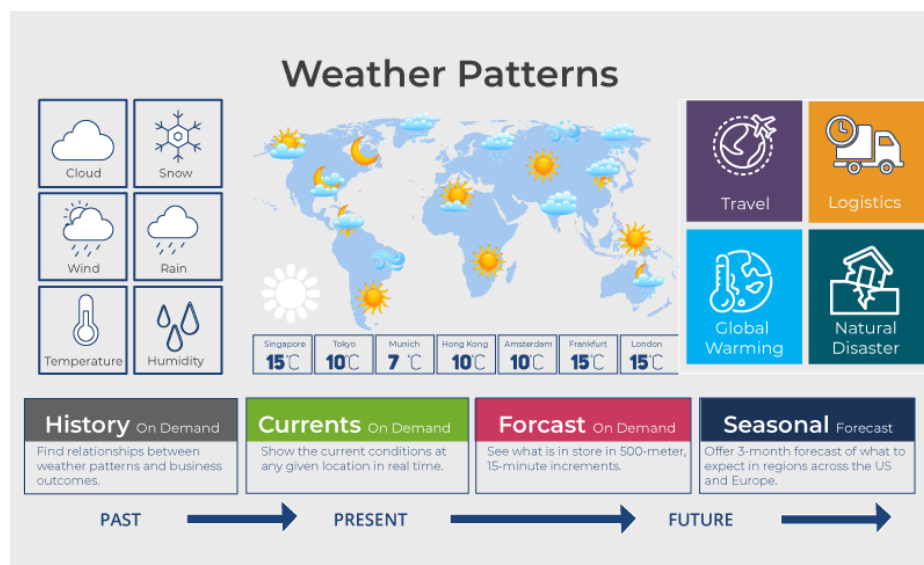 Weather Patterns
Cloud
Snow
Wind
Rain
Temperature
Humidity
Singapore
15°C
Tokyo
10°C
Munich
7 °C
Hong Kong
10°C
Amsterdam
10°C
Frankfurt
15°C
London
15°C
Travel
Logistics
Global
Warming
Natural
Disaster
History On Demand
Find relationships between
weather patterns and business
outcomes.
Currents On Demand
Show the current conditions at
any given location in real time.
Forcast On Demand
See what is in store in 500-meter,
15-minute increments.
Seasonal Forecast
Offer 3-month forecast of what to
expect in regions across the US
and Europe.
PAST
PRESENT
FUTURE